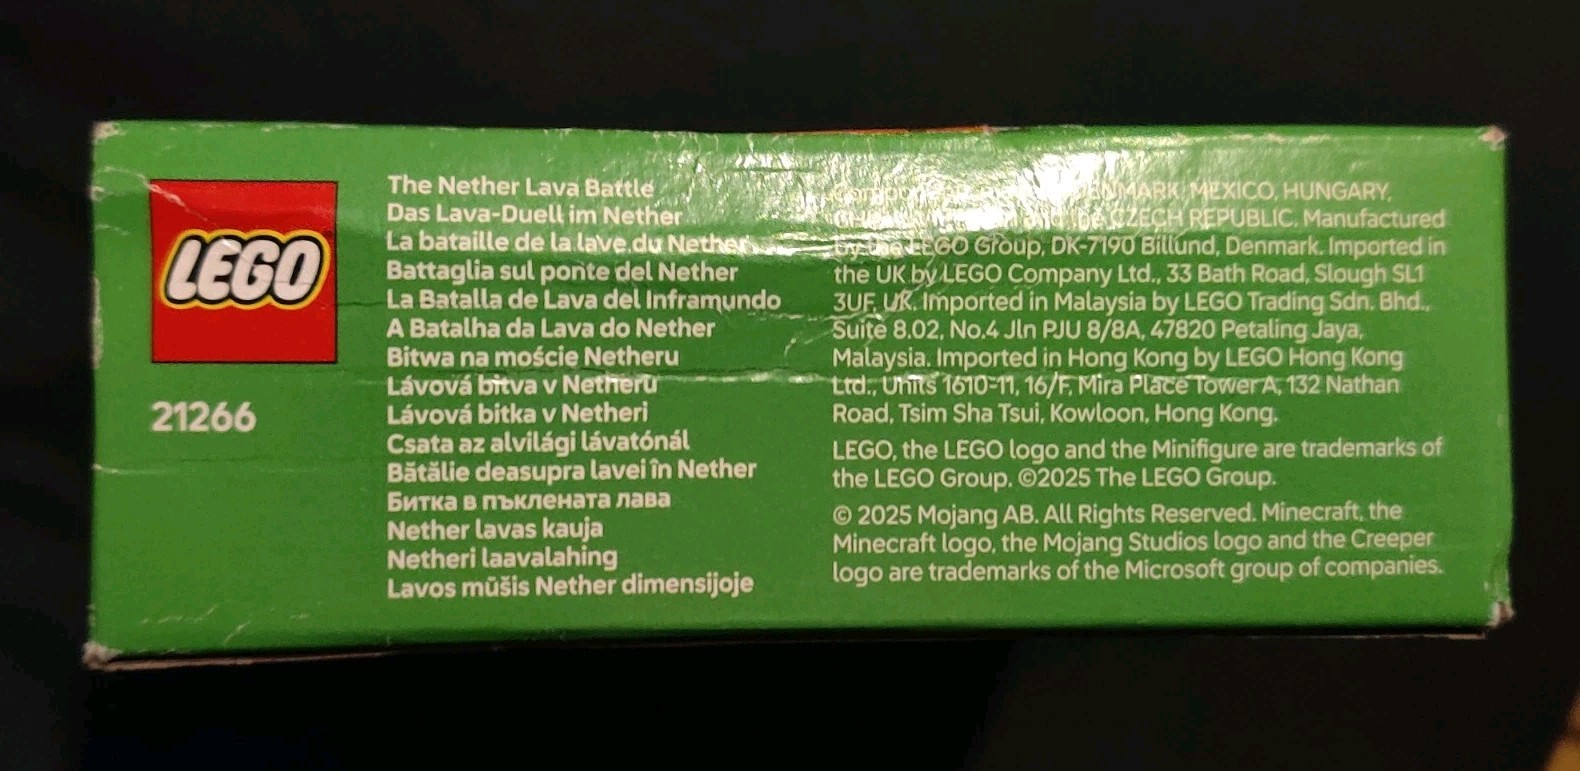 LEGO
21266
The Nether Lava Battle
Das Lava-Duell im Nether
La bataille de la lave du Nether
Battaglia sul ponte del Nether
La Batalla de Lava del Inframundo
A Batalha da Lava do Nether
Bitwa na moście Netheru
Lávová bitva v Netheru
Lávová bitka v Netheri
Csata az alvilági lávatónál
Bătălie deasupra lavei în Nether
Битка в пъклената лава
Nether lavas kauja
Netheri laavalahing
Lavos mūšis Nether dimensijoje
DENMARK, MEXICO, HUNGARY,
and the CZECH REPUBLIC. Manufactured
by the LEGO Group, DK-7190 Billund, Denmark. Imported in
the UK by LEGO Company Ltd., 33 Bath Road, Slough SL1
3UF, UK. Imported in Malaysia by LEGO Trading Sdn. Bhd.,
Suite 8.02, No.4 Jln PJU 8/8A, 47820 Petaling Jaya,
Malaysia. Imported in Hong Kong by LEGO Hong Kong
Ltd., Units 1610-11, 16/F, Mira Place Tower A, 132 Nathan
Road, Tsim Sha Tsui, Kowloon, Hong Kong.
LEGO, the LEGO logo and the Minifigure are trademarks of
the LEGO Group. ©2025 The LEGO Group.
© 2025 Mojang AB. All Rights Reserved. Minecraft, the
Minecraft logo, the Mojang Studios logo and the Creeper
logo are trademarks of the Microsoft group of companies.